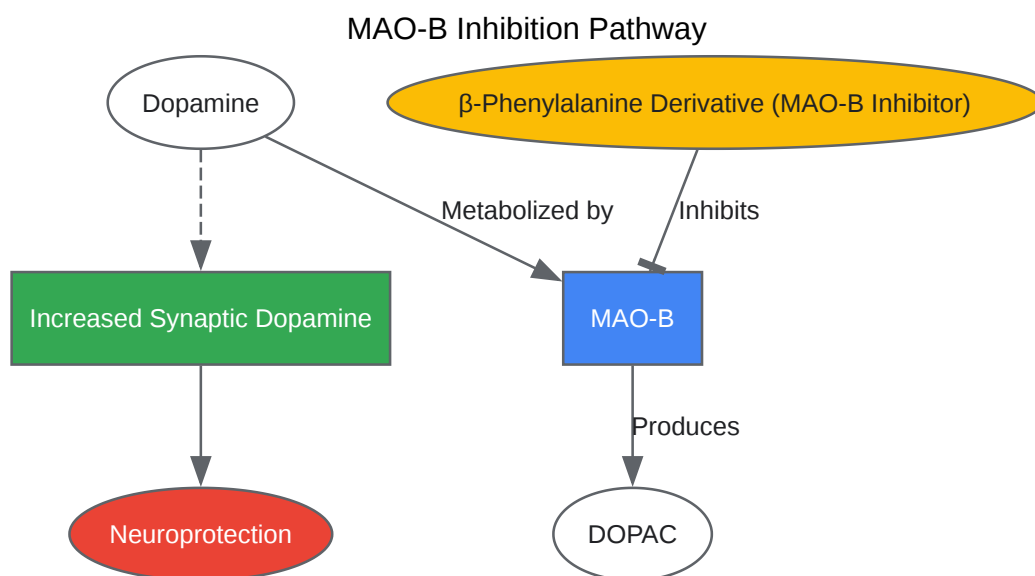 MAO-B Inhibition Pathway
Dopamine
β-Phenylalanine Derivative (MAO-B Inhibitor)
Metabolized by
Inhibits
Increased Synaptic Dopamine
MAO-B
Produces
Neuroprotection
DOPAC